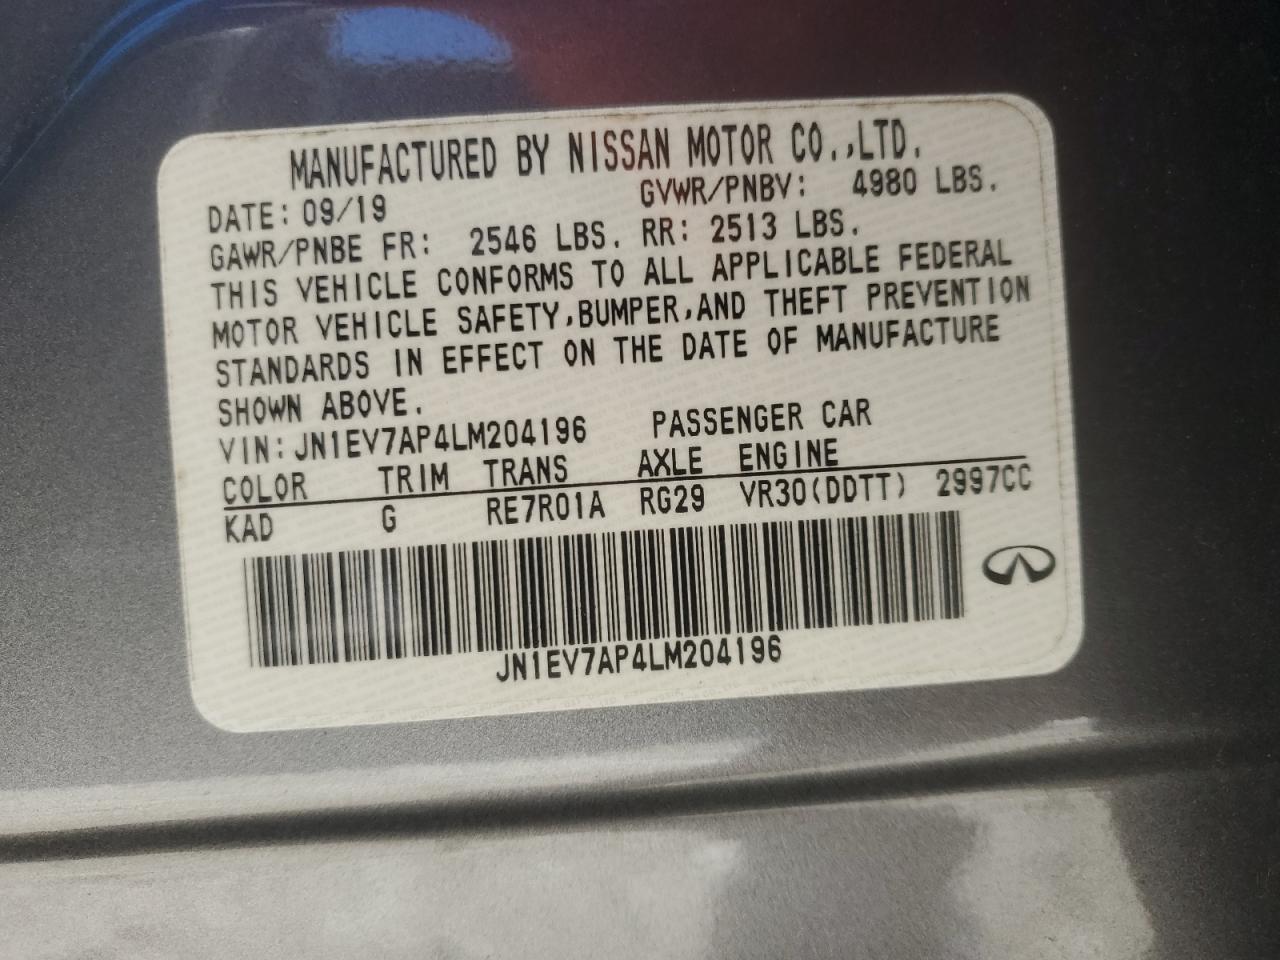 MANUFACTURED BY NISSAN MOTOR CO.,LTD.
DATE: 09/19 GVWR/PNBV: 4980 LBS.
GAWR/PNBE FR: 2546 LBS. RR: 2513 LBS.
THIS VEHICLE CONFORMS TO ALL APPLICABLE FEDERAL
MOTOR VEHICLE SAFETY,BUMPER,AND THEFT PREVENTION
STANDARDS IN EFFECT ON THE DATE OF MANUFACTURE
SHOWN ABOVE.
VIN: JN1EV7AP4LM204196 PASSENGER CAR
COLOR TRIM TRANS AXLE ENGINE
KAD G RE7R01A RG29 VR30(DDTT) 2997CC
JN1EV7AP4LM204196